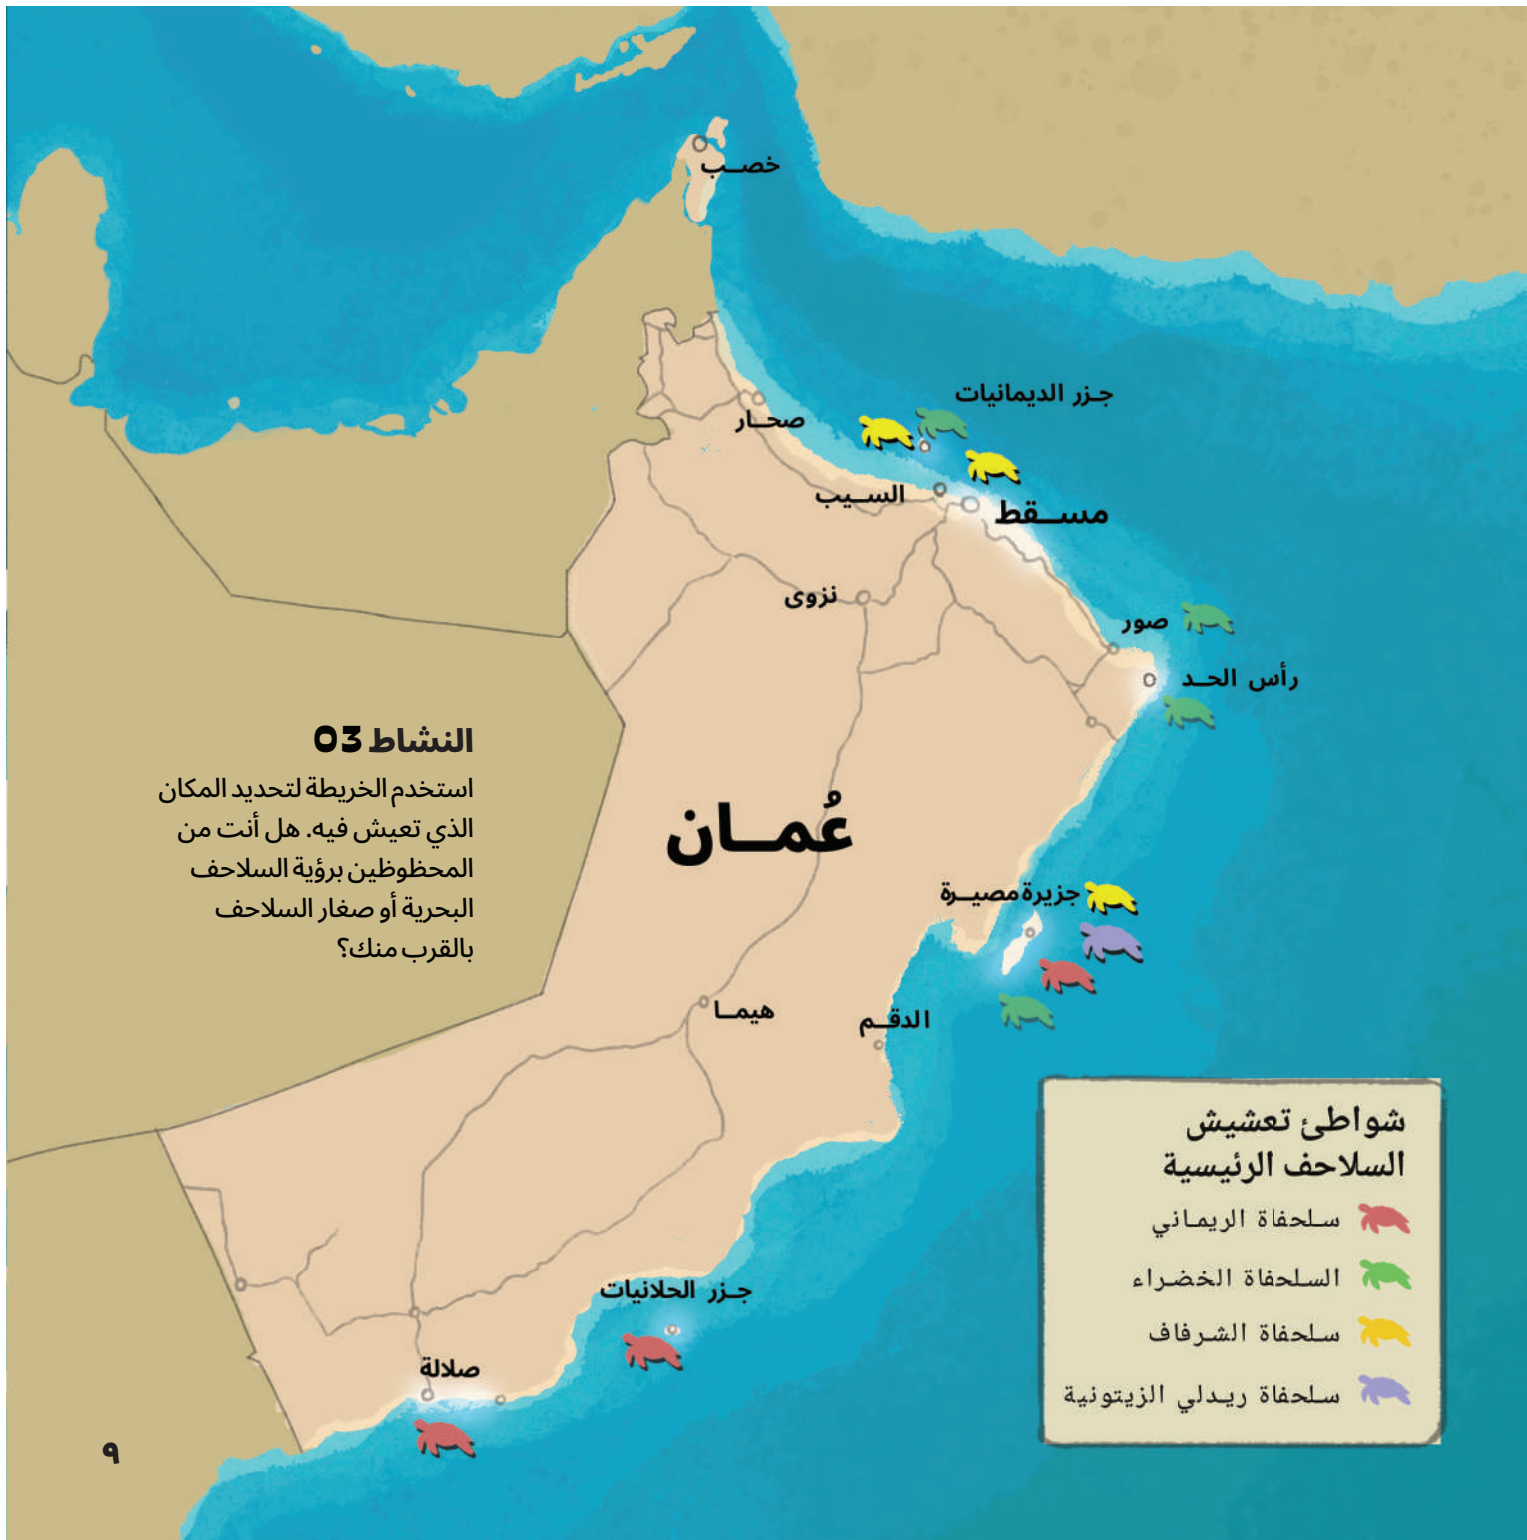 خصب
جزر الديمانيات
صحار
السيب
مسقط
نزوى
صور
رأس الحد
النشاط 03
استخدم الخريطة لتحديد المكان
الذي تعيش فيه. هل أنت من
المحظوظين برؤية السلاحف
البحرية أو صغار السلاحف
بالقرب منك؟
عُمان
جزيرة مصيرة
هيما
الدقم
شواطئ تعشيش
السلاحف الرئيسية
سلحفاة الريماني
السلحفاة الخضراء
سلحفاة الشرفاف
سلحفاة ريدلي الزيتونية
جزر الحلانيات
صلالة
٩